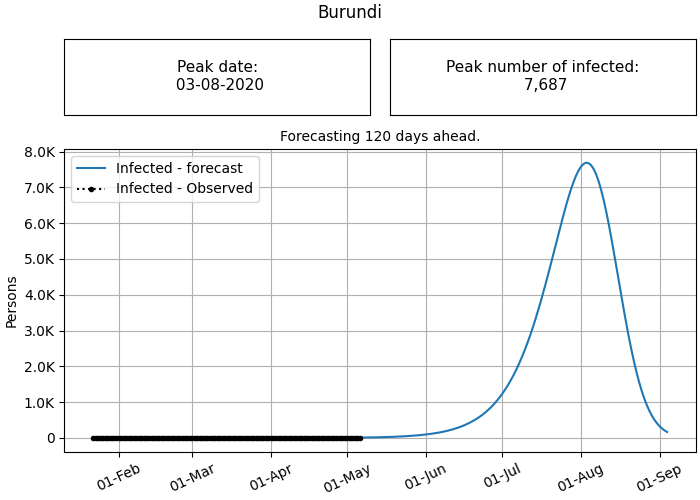 Burundi
Peak date:
03-08-2020
Peak number of infected:
7,687
Forecasting 120 days ahead.
Infected - forecast
Infected - Observed
Persons
8.0K
7.0K
6.0K
5.0K
4.0K
3.0K
2.0K
1.0K
0
01-Feb
01-Mar
01-Apr
01-May
01-Jun
01-Jul
01-Aug
01-Sep